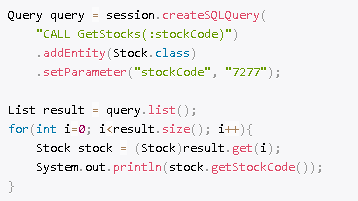 Query query = session.createSQLQuery(
"CALL GetStocks(:stockCode)")
.addEntity(Stock.class)
.setParameter("stockCode", "7277");
List result = query.list();
for(int i=0; i<result.size(); i++){
Stock stock = (Stock)result.get(i);
System.out.println(stock.getStockCode());
}